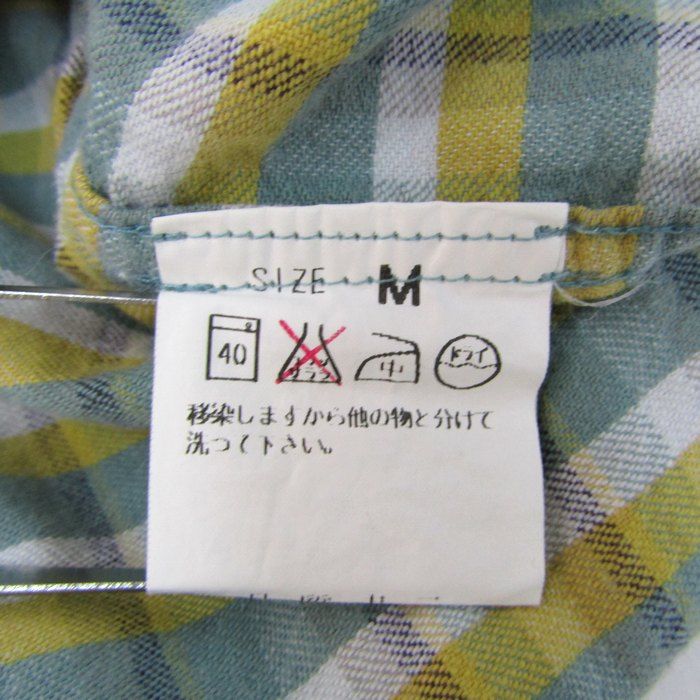 SIZE M
40 中 ドライ
移染しますから他の物と分けて
洗つて下さい。